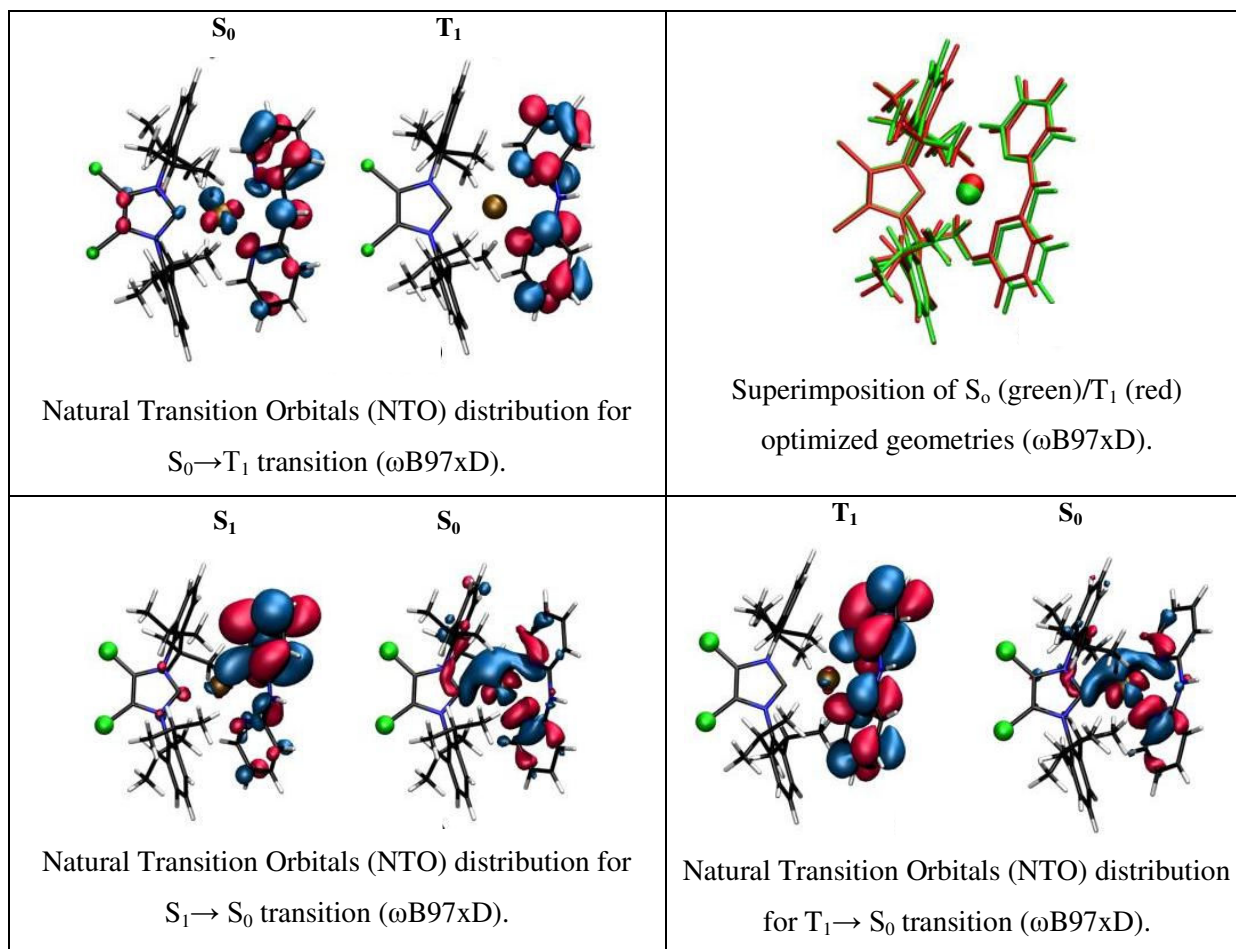 S₀ T₁
Natural Transition Orbitals (NTO) distribution for
S₀→T₁ transition (ωB97xD).
Superimposition of Sₒ (green)/T₁ (red)
optimized geometries (ωB97xD).
S₁ S₀
Natural Transition Orbitals (NTO) distribution for
S₁→ S₀ transition (ωB97xD).
T₁ S₀
Natural Transition Orbitals (NTO) distribution
for T₁→ S₀ transition (ωB97xD).